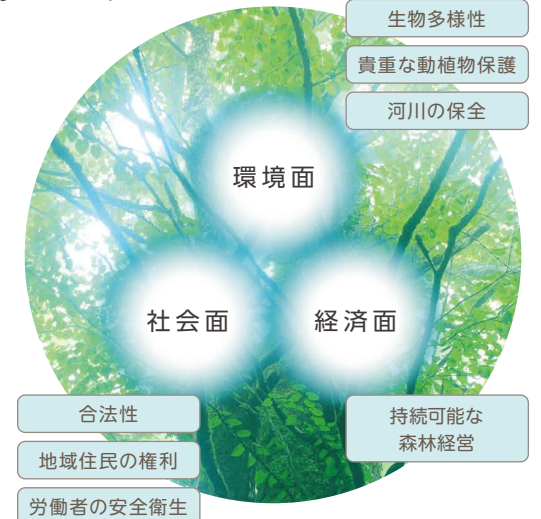 生物多様性
貴重な動植物保護
河川の保全
環境面
社会面
経済面
合法性
地域住民の権利
労働者の安全衛生
持続可能な
森林経営